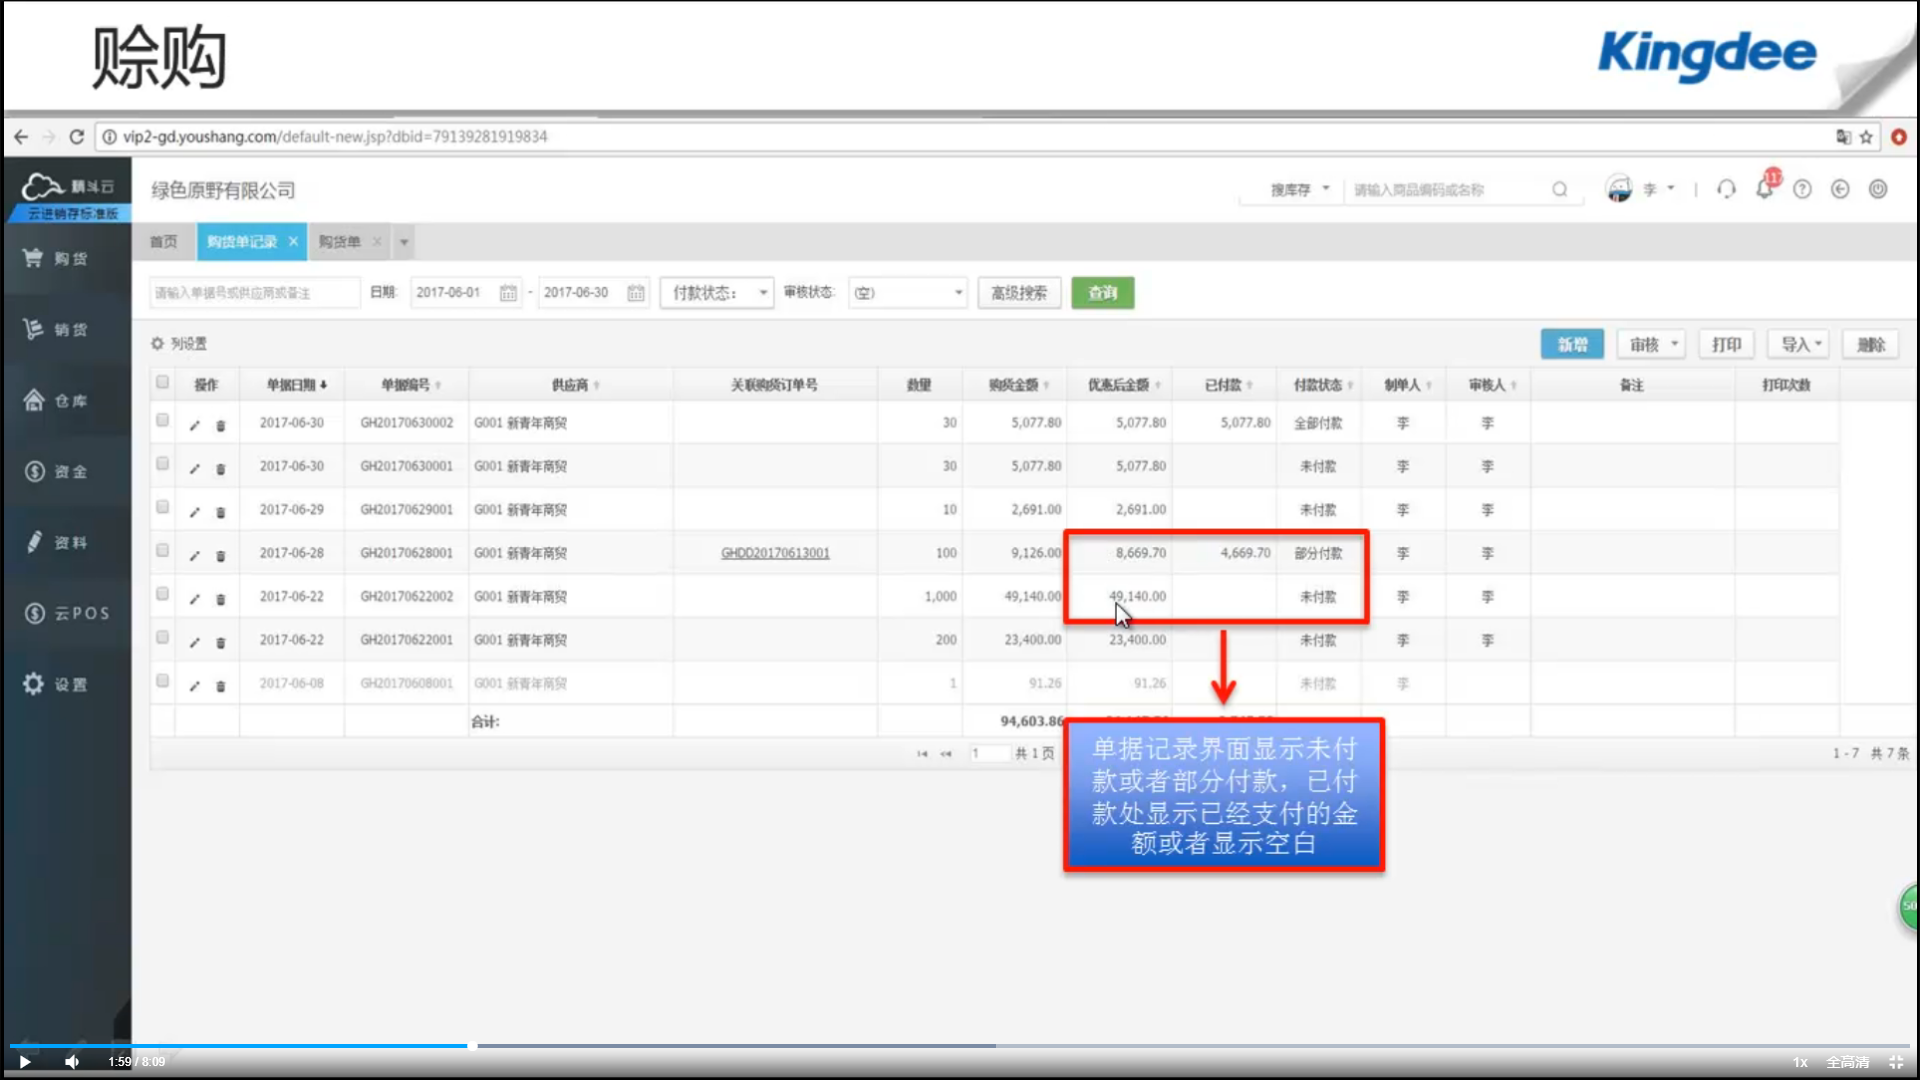 赊购
Kingdee
vip2-gd.youshang.com/default-new.jsp?dbid=79139281919834
精斗云
云进销存标准版
绿色原野有限公司
搜库存 请输入商品编码或名称 李 117
首页 购货单记录 购货单
请输入单据号或供应商或备注 日期: 2017-06-01 - 2017-06-30 付款状态: 审核状态: (空) 高级搜索 查询
列设置 新增 审核 打印 导入 删除
购货
销货
仓库
资金
资料
云POS
设置
操作 单据日期 单据编号 供应商 关联购货订单号 数量 购货金额 优惠后金额 已付款 付款状态 制单人 审核人 备注 打印次数
2017-06-30 GH20170630002 G001 新青年商贸 30 5,077.80 5,077.80 5,077.80 全部付款 李 李
2017-06-30 GH20170630001 G001 新青年商贸 30 5,077.80 5,077.80 未付款 李 李
2017-06-29 GH20170629001 G001 新青年商贸 10 2,691.00 2,691.00 未付款 李 李
2017-06-28 GH20170628001 G001 新青年商贸 GHDD20170613001 100 9,126.00 8,669.70 4,669.70 部分付款 李 李
2017-06-22 GH20170622002 G001 新青年商贸 1,000 49,140.00 49,140.00 未付款 李 李
2017-06-22 GH20170622001 G001 新青年商贸 200 23,400.00 23,400.00 未付款 李 李
2017-06-08 GH20170608001 G001 新青年商贸 1 91.26 91.26 未付款 李
合计: 94,603.86
1 共 1 页 1 - 7 共 7 条
单据记录界面显示未付
款或者部分付款，已付
款处显示已经支付的金
额或者显示空白
50
1:59 / 8:09 1x 全高清